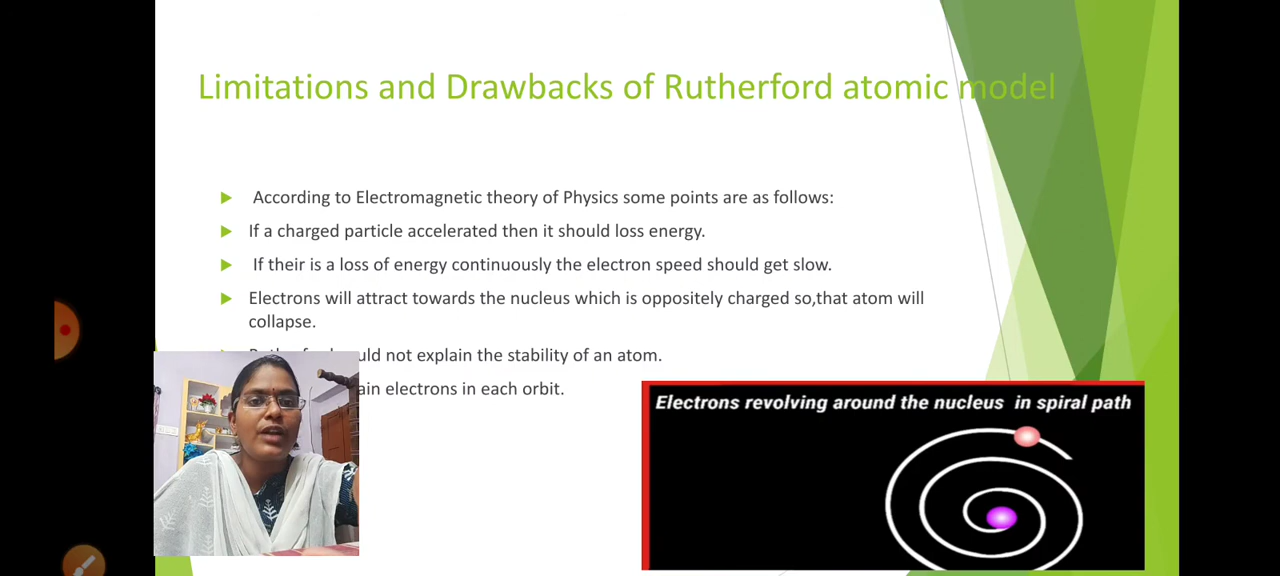 Limitations and Drawbacks of Rutherford atomic model
According to Electromagnetic theory of Physics some points are as follows:
If a charged particle accelerated then it should loss energy.
If their is a loss of energy continuously the electron speed should get slow.
Electrons will attract towards the nucleus which is oppositely charged so,that atom will
collapse.
not explain the stability of an atom.
electrons in each orbit.
Electrons revolving around the nucleus in spiral path